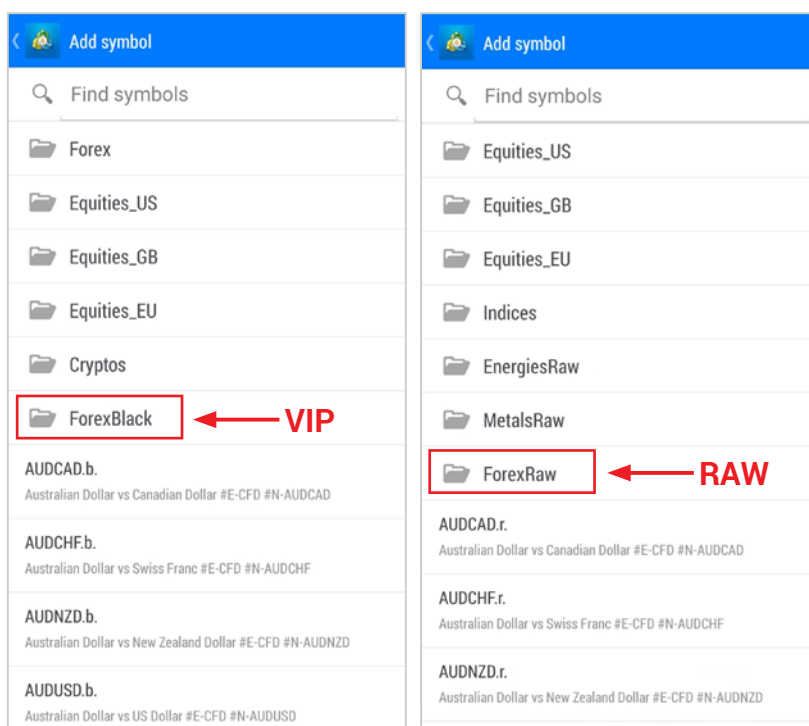 Add symbol
Find symbols
Forex
Equities_US
Equities_GB
Equities_EU
Cryptos
ForexBlack
VIP
AUDCAD.b.
Australian Dollar vs Canadian Dollar #E-CFD #N-AUDCAD
AUDCHF.b.
Australian Dollar vs Swiss Franc #E-CFD #N-AUDCHF
AUDNZD.b.
Australian Dollar vs New Zealand Dollar #E-CFD #N-AUDNZD
AUDUSD.b.
Australian Dollar vs US Dollar #E-CFD #N-AUDUSD
Add symbol
Find symbols
Equities_US
Equities_GB
Equities_EU
Indices
EnergiesRaw
MetalsRaw
ForexRaw
RAW
AUDCAD.r.
Australian Dollar vs Canadian Dollar #E-CFD #N-AUDCAD
AUDCHF.r.
Australian Dollar vs Swiss Franc #E-CFD #N-AUDCHF
AUDNZD.r.
Australian Dollar vs New Zealand Dollar #E-CFD #N-AUDNZD